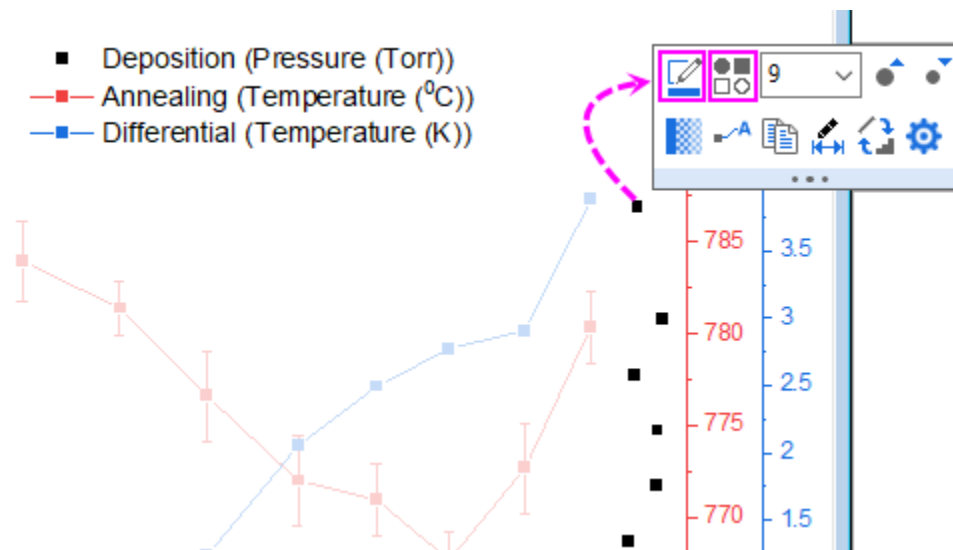 Deposition (Pressure (Torr))
Annealing (Temperature (⁰C))
Differential (Temperature (K))
9
A
785
780
775
770
3.5
3
2.5
2
1.5